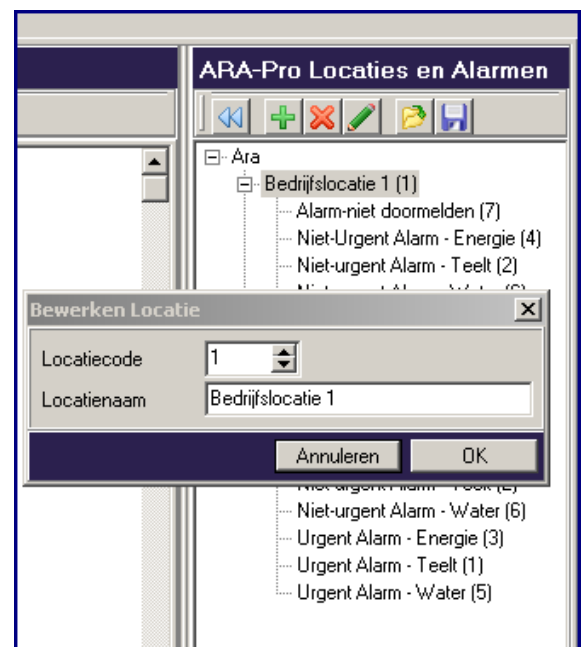 ARA-Pro Locaties en Alarmen
Ara
Bedrijfslocatie 1 (1)
Alarm-niet doormelden (7)
Niet-Urgent Alarm - Energie (4)
Niet-urgent Alarm - Teelt (2)
Bewerken Locatie
Locatiecode
1
Locatienaam
Bedrijfslocatie 1
Annuleren
OK
Niet-urgent Alarm - Water (6)
Urgent Alarm - Energie (3)
Urgent Alarm - Teelt (1)
Urgent Alarm - Water (5)